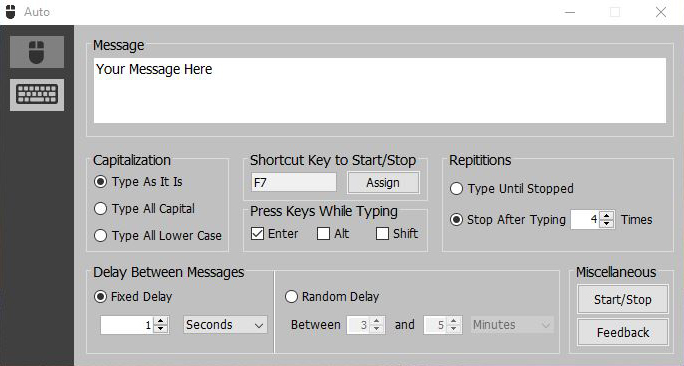 Auto
Message
Your Message Here
Capitalization
Type As It Is
Type All Capital
Type All Lower Case
Shortcut Key to Start/Stop
F7 Assign
Press Keys While Typing
Enter Alt Shift
Repititions
Type Until Stopped
Stop After Typing 4 Times
Delay Between Messages
Fixed Delay
1 Seconds
Random Delay
Between 3 and 5 Minutes
Miscellaneous
Start/Stop
Feedback